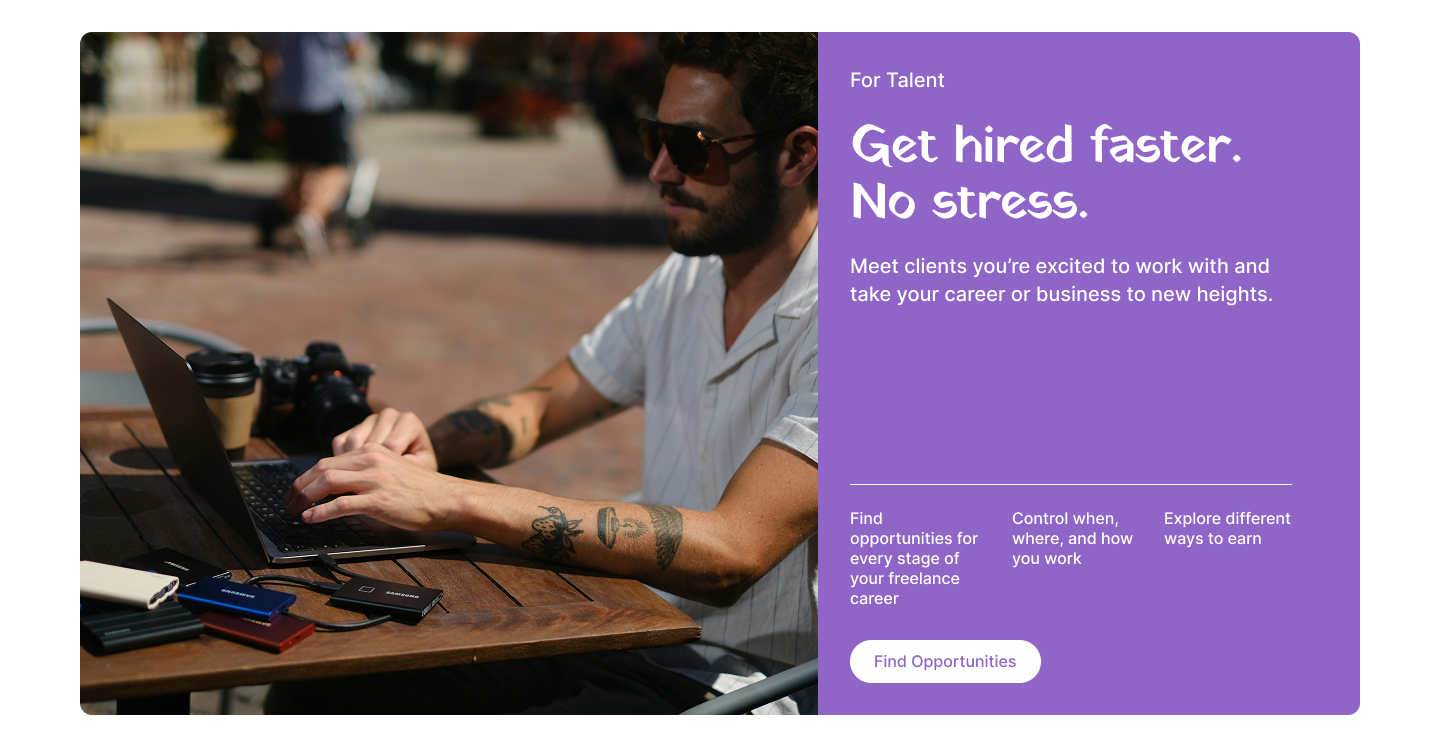 For Talent
Get hired faster.
No stress.
Meet clients you’re excited to work with and
take your career or business to new heights.
Find
opportunities for
every stage of
your freelance
career
Control when,
where, and how
you work
Explore different
ways to earn
Find Opportunities
SAMSUNG
SAMSUNG
SAMSUNG